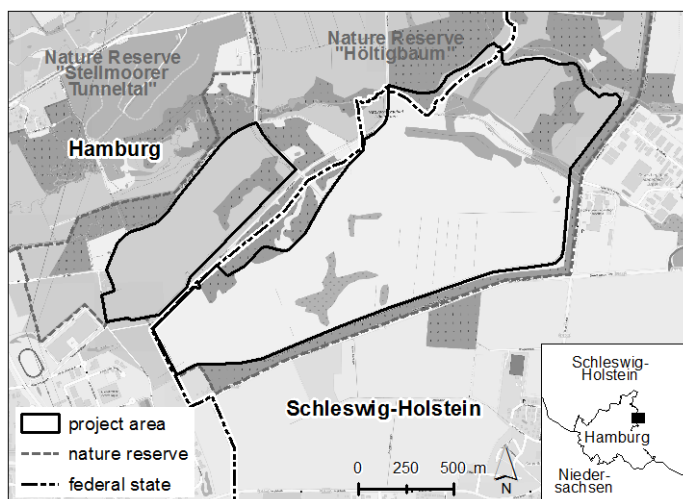 Nature Reserve
"Stellmoorer
Tunneltal"
Nature Reserve
"Höltigbaum"
Hamburg
Schleswig-Holstein
project area
nature reserve
federal state
0 250 500 m
N
Schleswig-
Holstein
Hamburg
Nieder-
sachsen